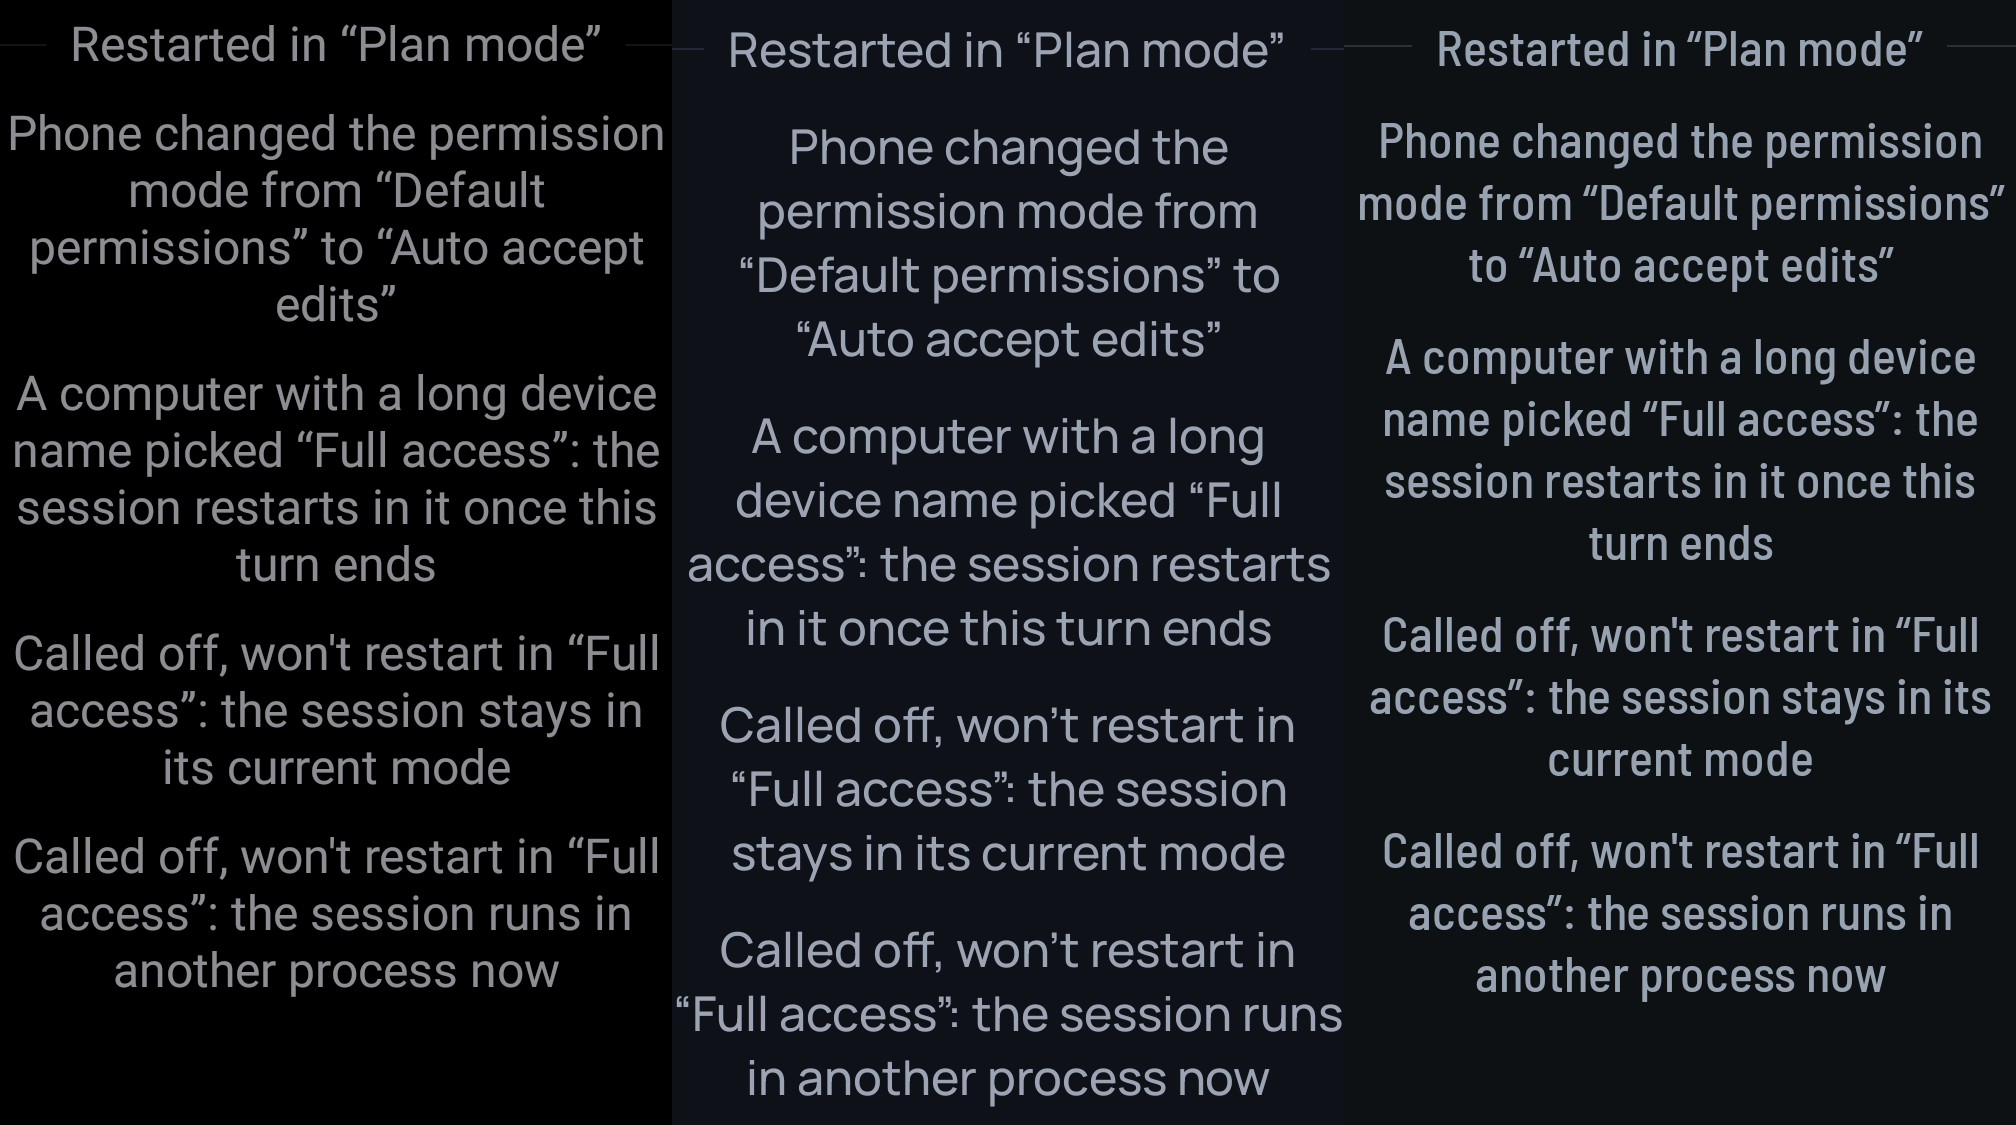 Restarted in “Plan mode”
Phone changed the permission
mode from “Default
permissions” to “Auto accept
edits”
A computer with a long device
name picked “Full access”: the
session restarts in it once this
turn ends
Called off, won't restart in “Full
access”: the session stays in
its current mode
Called off, won't restart in “Full
access”: the session runs in
another process now
Restarted in “Plan mode”
Phone changed the
permission mode from
“Default permissions” to
“Auto accept edits”
A computer with a long
device name picked “Full
access”: the session restarts
in it once this turn ends
Called off, won't restart in
“Full access”: the session
stays in its current mode
Called off, won't restart in
“Full access”: the session runs
in another process now
Restarted in “Plan mode”
Phone changed the permission
mode from “Default permissions”
to “Auto accept edits”
A computer with a long device
name picked “Full access”: the
session restarts in it once this
turn ends
Called off, won't restart in “Full
access”: the session stays in its
current mode
Called off, won't restart in “Full
access”: the session runs in
another process now